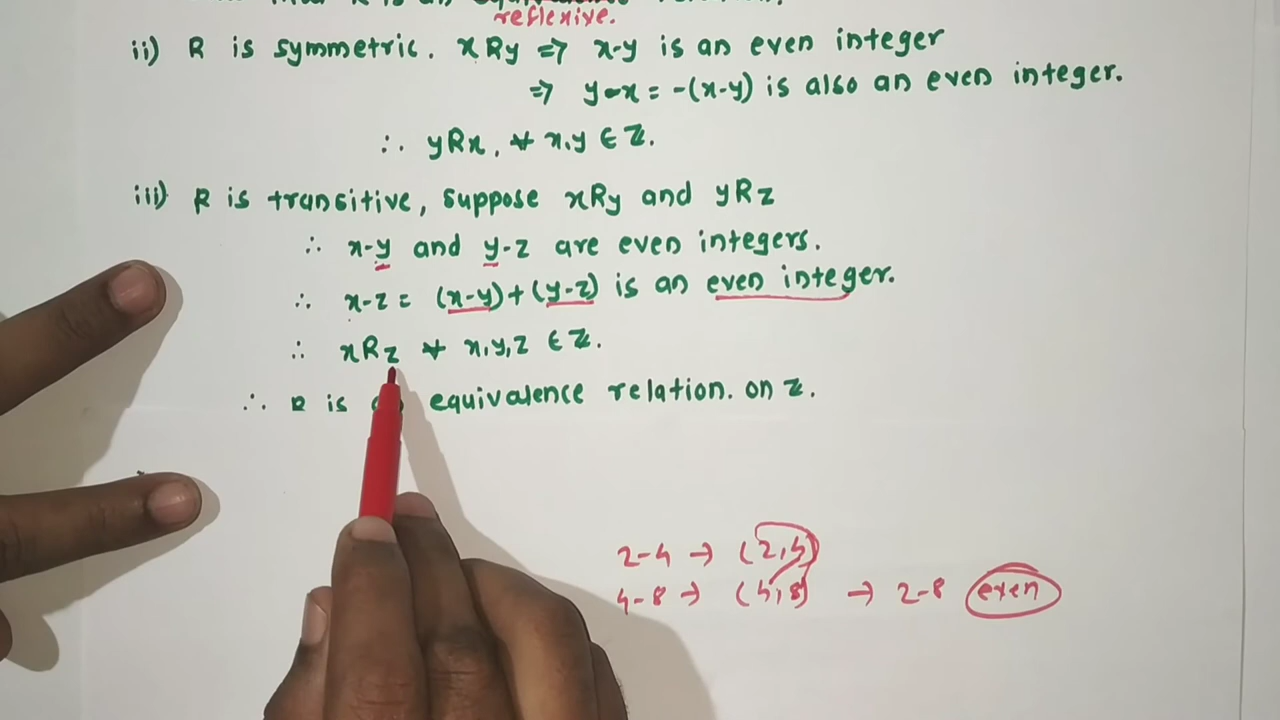 reflexive.
ii) R is symmetric. xRy ⇒ x-y is an even integer
⇒ y-x = -(x-y) is also an even integer.
∴ yRx, ∀ x,y ∈ Z.
iii) R is transitive, suppose xRy and yRz
∴ x-y and y-z are even integers.
∴ x-z = (x-y)+(y-z) is an even integer.
∴ xRz ∀ x,y,z ∈ Z.
∴ R is equivalence relation. on Z.
2-4 → (2,4)
4-8 → (4,8) → 2-8 even